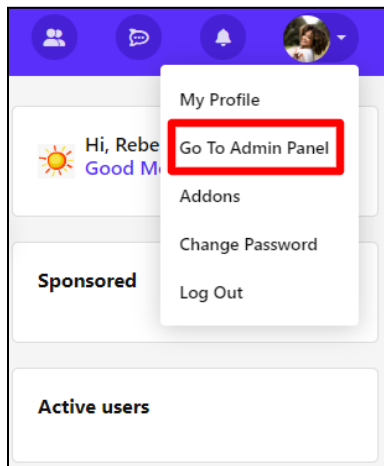 My Profile
Hi, Rebe
Go To Admin Panel
Good M
Addons
Change Password
Sponsored
Log Out
Active users